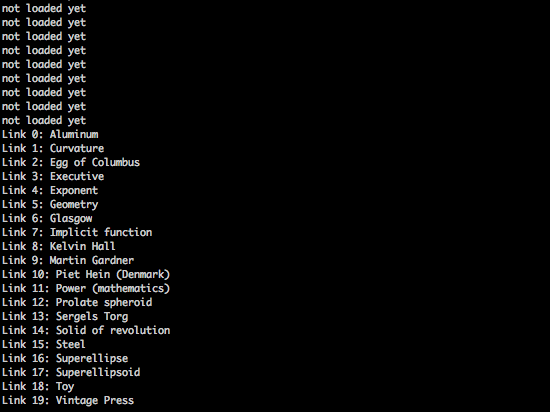 not loaded yet
not loaded yet
not loaded yet
not loaded yet
not loaded yet
not loaded yet
not loaded yet
not loaded yet
not loaded yet
Link 0: Aluminum
Link 1: Curvature
Link 2: Egg of Columbus
Link 3: Executive
Link 4: Exponent
Link 5: Geometry
Link 6: Glasgow
Link 7: Implicit function
Link 8: Kelvin Hall
Link 9: Martin Gardner
Link 10: Piet Hein (Denmark)
Link 11: Power (mathematics)
Link 12: Prolate spheroid
Link 13: Sergels Torg
Link 14: Solid of revolution
Link 15: Steel
Link 16: Superellipse
Link 17: Superellipsoid
Link 18: Toy
Link 19: Vintage Press